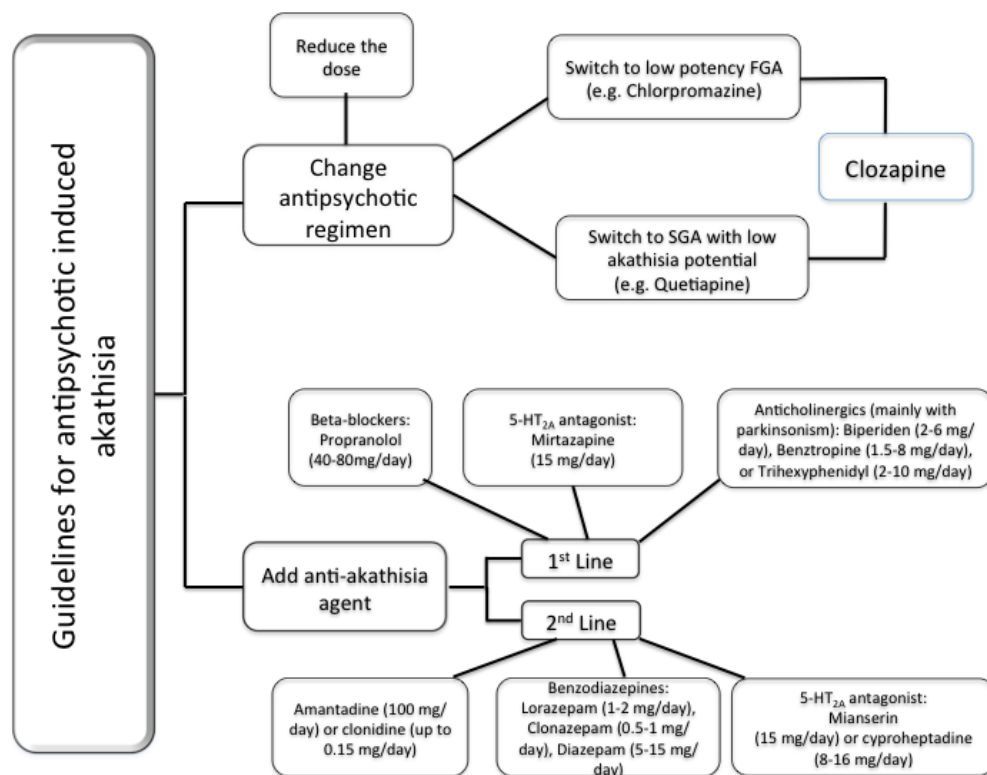 Guidelines for antipsychotic induced
akathisia
Reduce the
dose
Change
antipsychotic
regimen
Switch to low potency FGA
(e.g. Chlorpromazine)
Switch to SGA with low
akathisia potential
(e.g. Quetiapine)
Clozapine
Add anti-akathisia
agent
1st Line
Beta-blockers:
Propranolol
(40-80mg/day)
5-HT2A antagonist:
Mirtazapine
(15 mg/day)
Anticholinergics (mainly with
parkinsonism): Biperiden (2-6 mg/
day), Benztropine (1.5-8 mg/day),
or Trihexyphenidyl (2-10 mg/day)
2nd Line
Amantadine (100 mg/
day) or clonidine (up to
0.15 mg/day)
Benzodiazepines:
Lorazepam (1-2 mg/day),
Clonazepam (0.5-1 mg/
day), Diazepam (5-15 mg/
day)
5-HT2A antagonist:
Mianserin
(15 mg/day) or cyproheptadine
(8-16 mg/day)